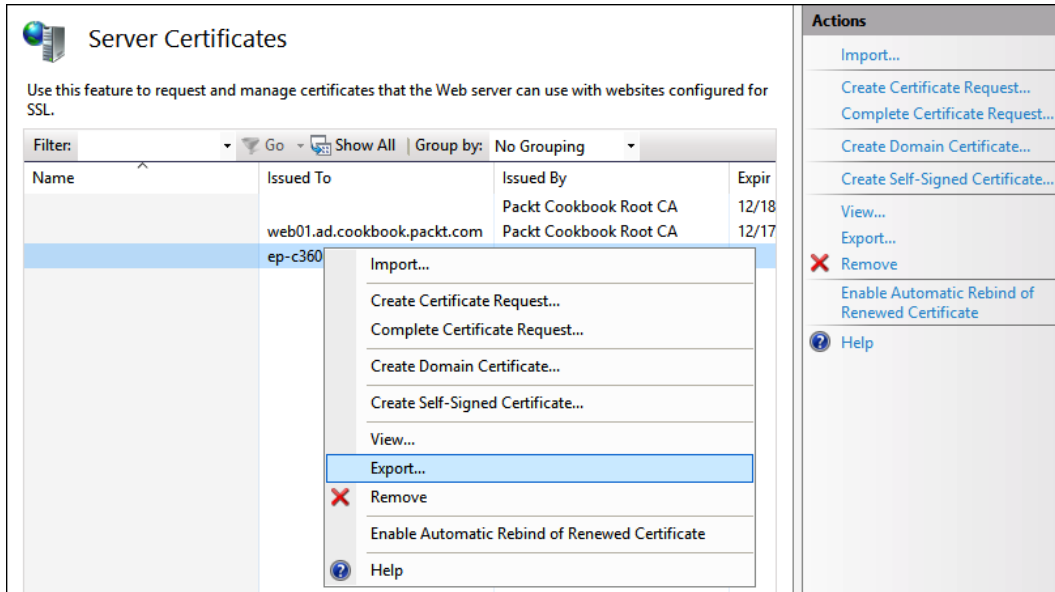 Server Certificates
Use this feature to request and manage certificates that the Web server can use with websites configured for
SSL.
Filter: Go Show All Group by: No Grouping
Name Issued To Issued By Expir
Packt Cookbook Root CA 12/18
web01.ad.cookbook.packt.com Packt Cookbook Root CA 12/17
ep-c360
Import...
Create Certificate Request...
Complete Certificate Request...
Create Domain Certificate...
Create Self-Signed Certificate...
View...
Export...
Remove
Enable Automatic Rebind of Renewed Certificate
Help
Actions
Import...
Create Certificate Request...
Complete Certificate Request...
Create Domain Certificate...
Create Self-Signed Certificate...
View...
Export...
Remove
Enable Automatic Rebind of
Renewed Certificate
Help